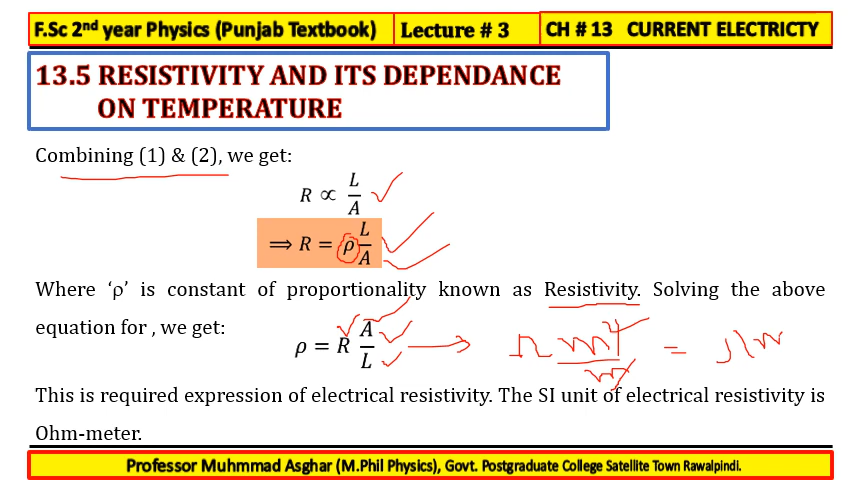 F.Sc 2nd year Physics (Punjab Textbook) Lecture # 3 CH # 13 CURRENT ELECTRICTY
13.5 RESISTIVITY AND ITS DEPENDANCE
ON TEMPERATURE
Combining (1) & (2), we get:
R ∝ L/A
⟹ R = ρ L/A
Where ‘ρ’ is constant of proportionality known as Resistivity. Solving the above
equation for , we get:
ρ = R A/L → Ω m²/m = Ωm
This is required expression of electrical resistivity. The SI unit of electrical resistivity is
Ohm-meter.
Professor Muhmmad Asghar (M.Phil Physics), Govt. Postgraduate College Satellite Town Rawalpindi.